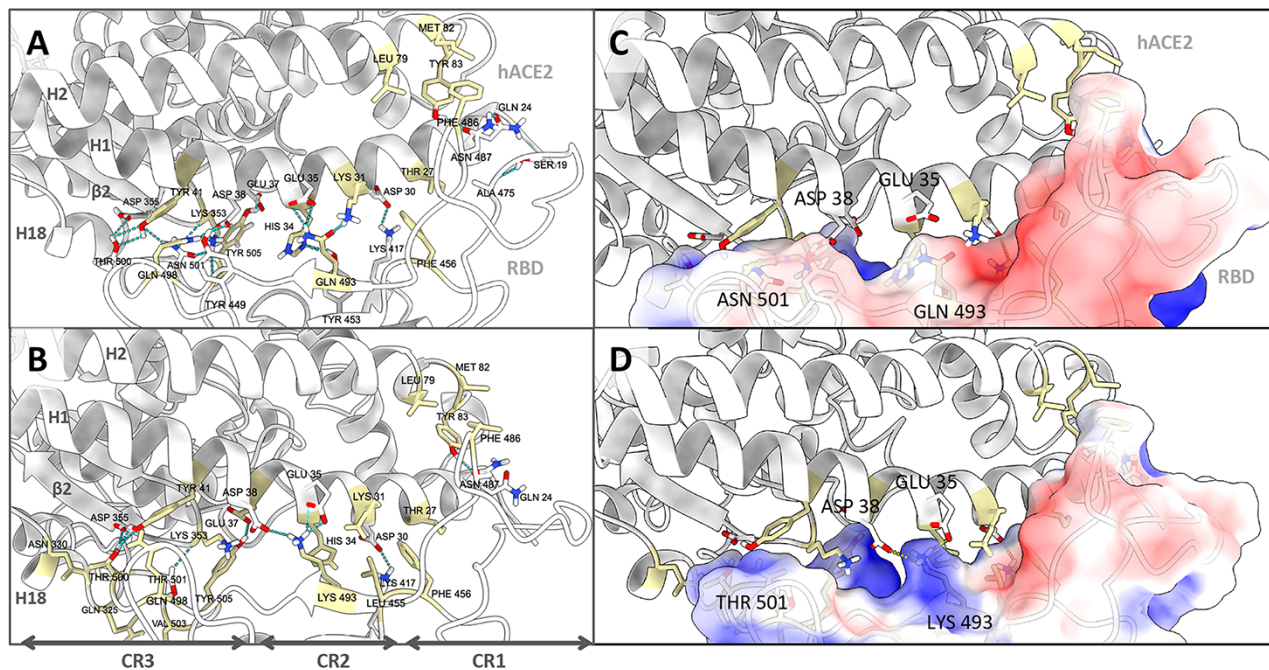 A
MET 82
LEU 79
TYR 83
hACE2
H2
GLN 24
PHE 486
H1
ASN 487
SER 19
β2
TYR 41
GLU 37
GLU 35
LYS 31
THR 27
ALA 475
ASP 355
ASP 38
ASP 30
LYS 353
HIS 34
H18
LYS 417
TYR 505
THR 500
ASN 501
PHE 456
RBD
GLN 498
GLN 493
TYR 449
TYR 453
B
H2
MET 82
LEU 79
TYR 83
H1
PHE 486
GLU 35
β2
TYR 41
ASP 38
LYS 31
ASN 487
GLN 24
THR 27
ASP 355
GLU 37
ASN 330
LYS 353
HIS 34
ASP 30
THR 500
THR 501
LYS 417
H18
GLN 498
TYR 505
LYS 493
PHE 456
LEU 455
GLN 325
VAL 503
CR3
CR2
CR1
C
hACE2
GLU 35
ASP 38
RBD
ASN 501
GLN 493
D
GLU 35
ASP 38
THR 501
LYS 493